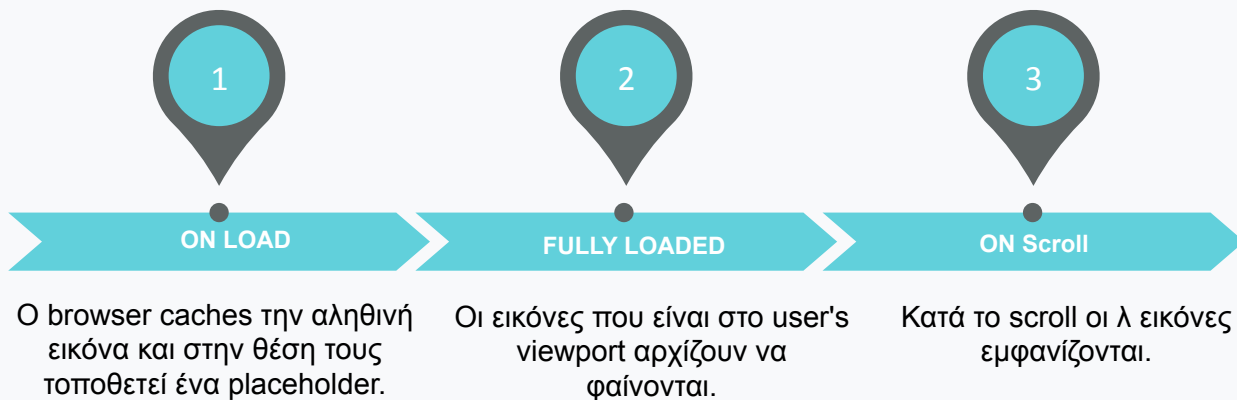 1
2
3
ON LOAD
FULLY LOADED
ON Scroll
Ο browser caches την αληθινή
εικόνα και στην θέση τους
τοποθετεί ένα placeholder.
Οι εικόνες που είναι στο user's
viewport αρχίζουν να
φαίνονται.
Κατά το scroll οι λ εικόνες
εμφανίζονται.